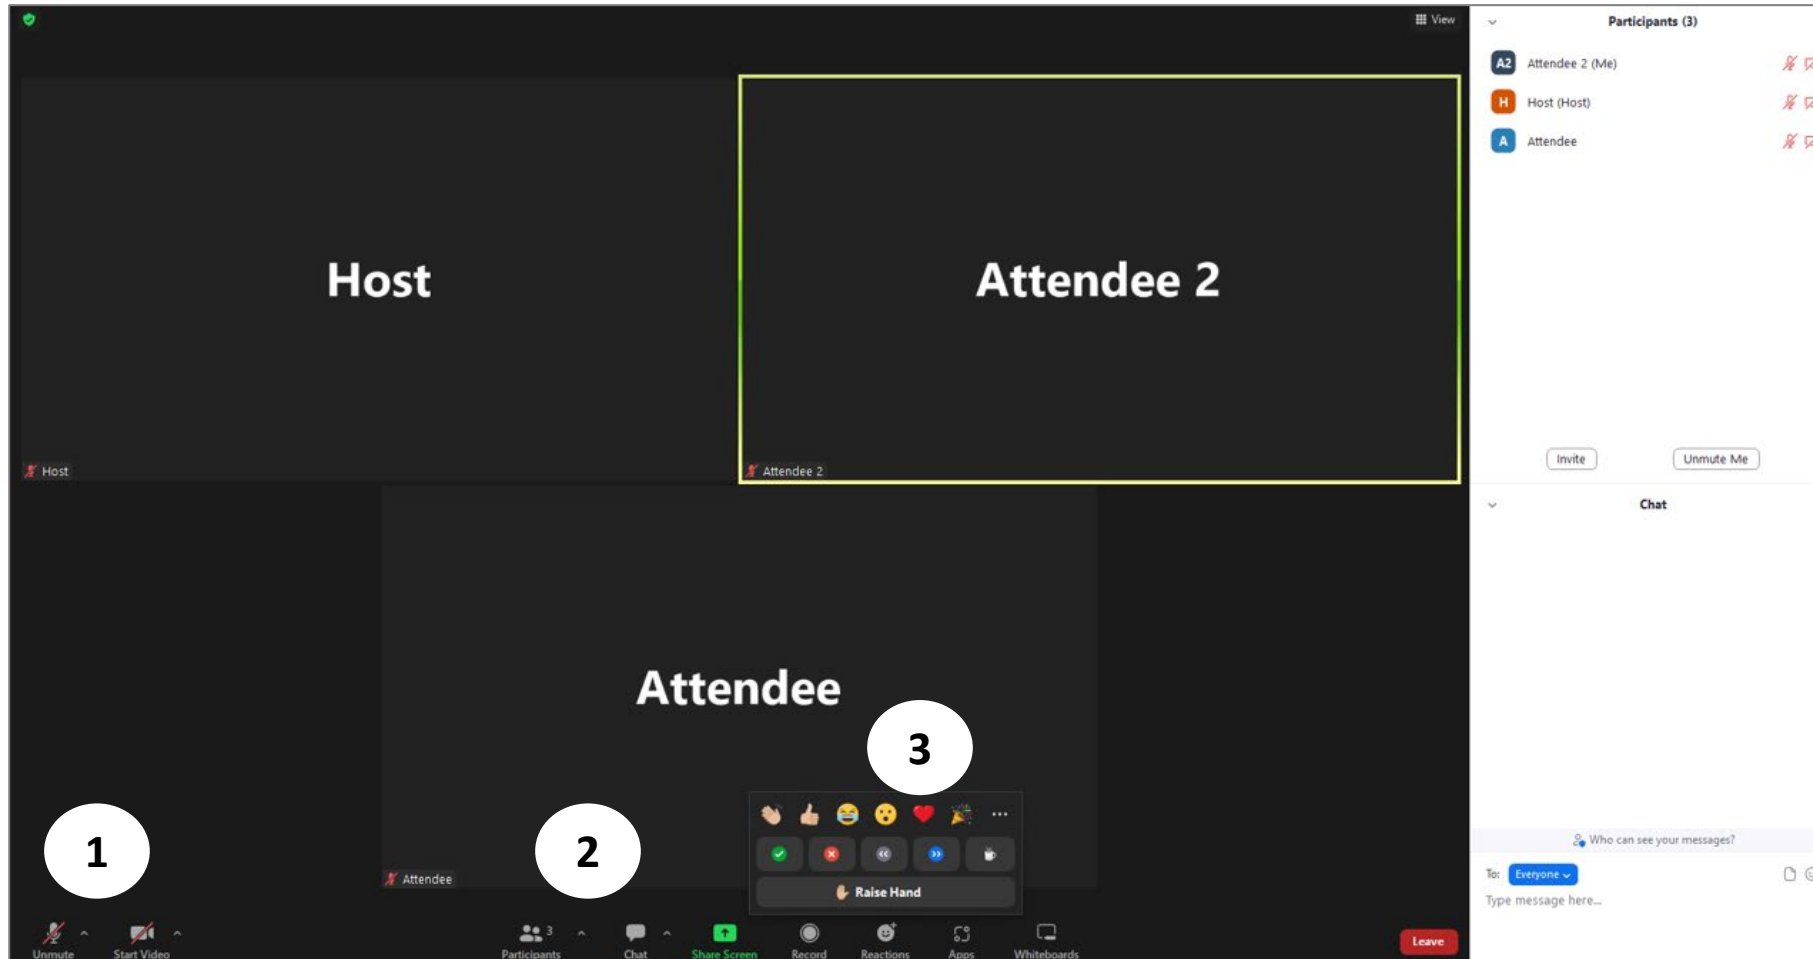 View
Participants (3)
A2 Attendee 2 (Me)
H Host (Host)
A Attendee
Host
Attendee 2
Host
Attendee 2
Invite
Unmute Me
Chat
Attendee
3
1
2
Attendee
Raise Hand
Who can see your messages?
To: Everyone
Type message here...
Unmute
Start Video
3
Participants
Chat
Share Screen
Record
Reactions
Apps
Whiteboards
Leave